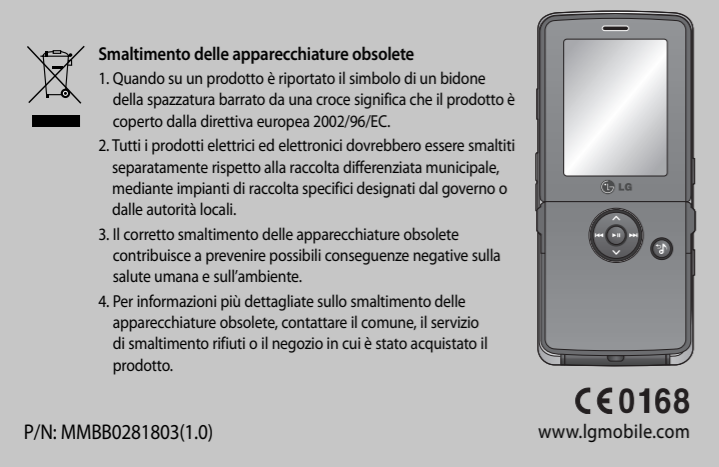 Smaltimento delle apparecchiature obsolete
1. Quando su un prodotto è riportato il simbolo di un bidone
della spazzatura barrato da una croce significa che il prodotto è
coperto dalla direttiva europea 2002/96/EC.
2. Tutti i prodotti elettrici ed elettronici dovrebbero essere smaltiti
separatamente rispetto alla raccolta differenziata municipale,
mediante impianti di raccolta specifici designati dal governo o
dalle autorità locali.
3. Il corretto smaltimento delle apparecchiature obsolete
contribuisce a prevenire possibili conseguenze negative sulla
salute umana e sull'ambiente.
4. Per informazioni più dettagliate sullo smaltimento delle
apparecchiature obsolete, contattare il comune, il servizio
di smaltimento rifiuti o il negozio in cui è stato acquistato il
prodotto.
LG
CE0168
P/N: MMBB0281803(1.0)
www.lgmobile.com